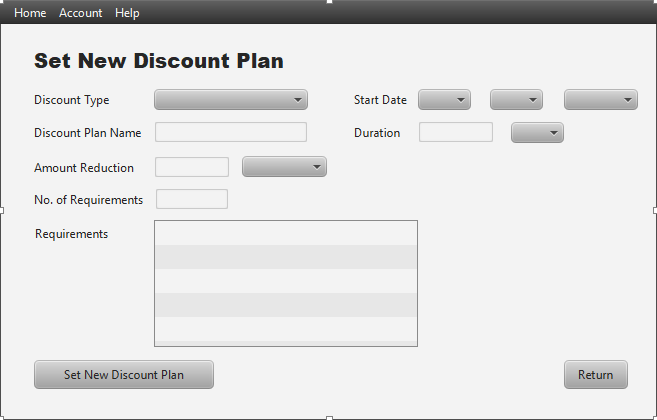 Home Account Help
Set New Discount Plan
Discount Type Start Date
Discount Plan Name Duration
Amount Reduction
No. of Requirements
Requirements
Set New Discount Plan Return